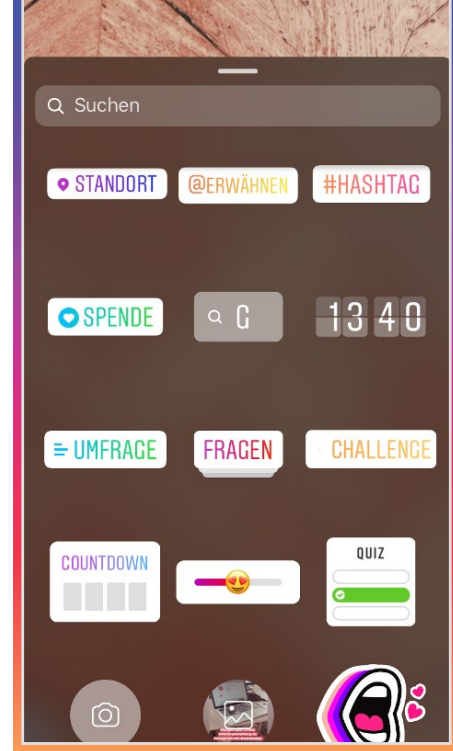 Suchen
STANDORT @ERWÄHNEN #HASHTAG
SPENDE G 13 40
UMFRAGE FRAGEN CHALLENGE
COUNTDOWN
QUIZ